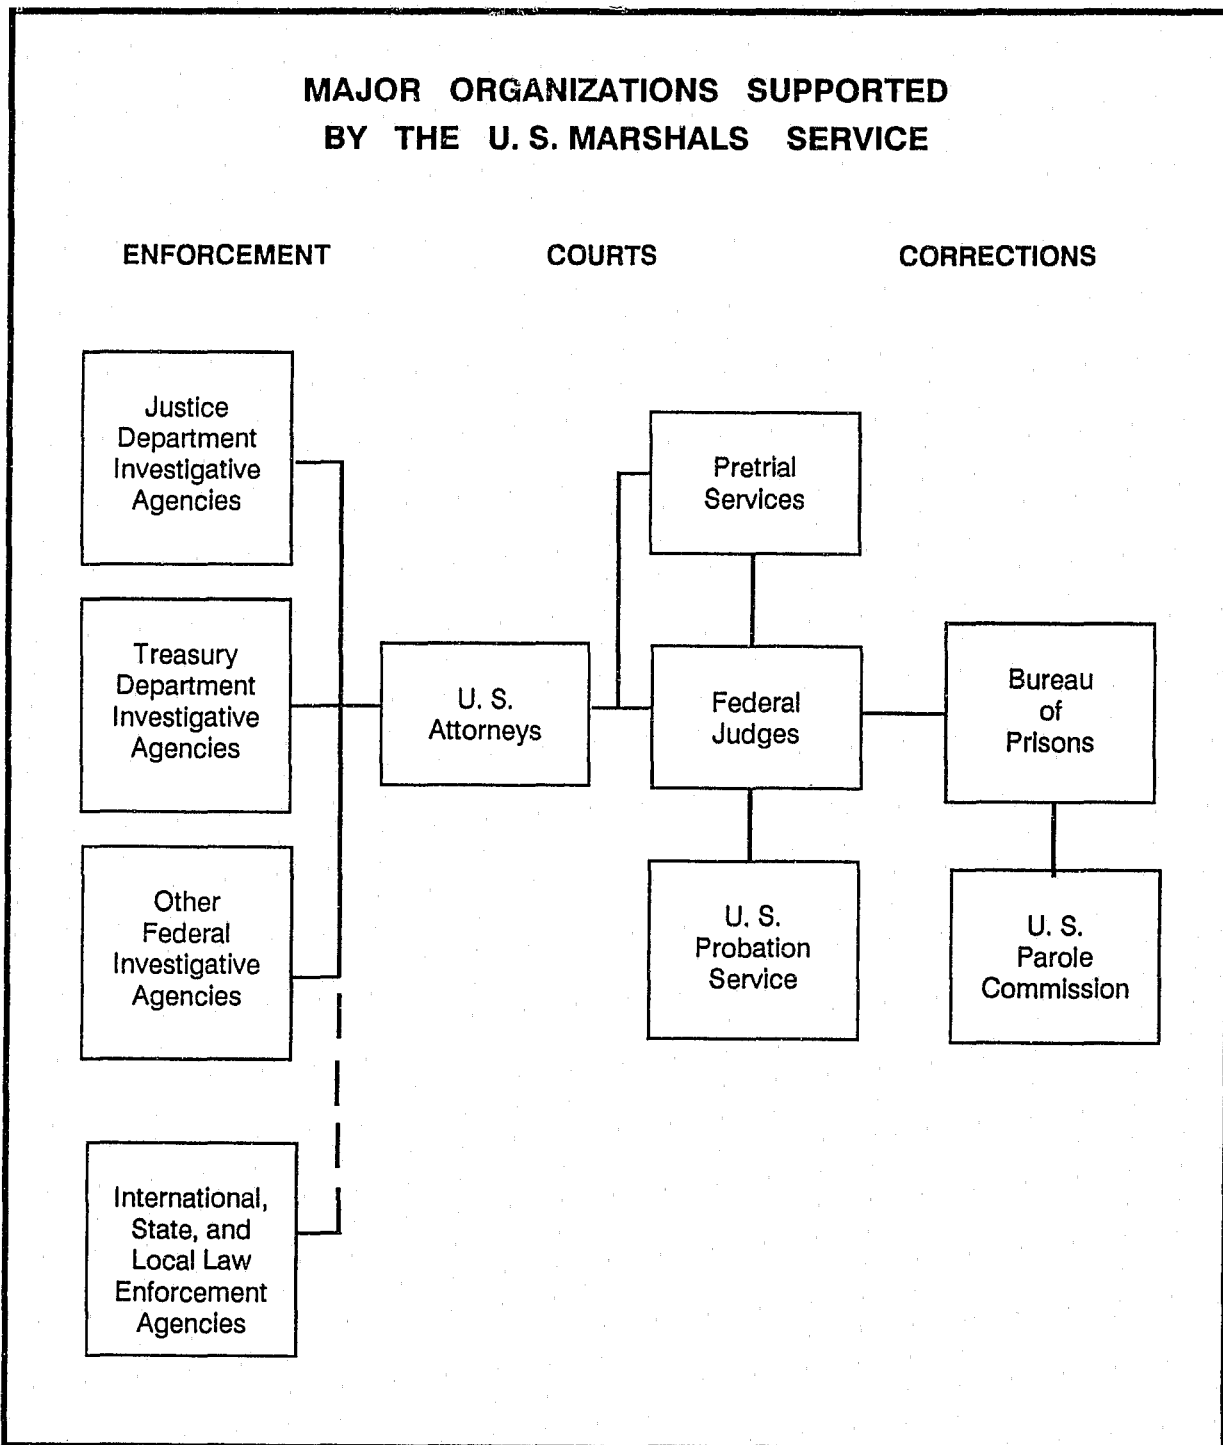 MAJOR ORGANIZATIONS SUPPORTED
BY THE U. S. MARSHALS SERVICE
ENFORCEMENT
COURTS
CORRECTIONS
Justice
Department
Investigative
Agencies
Treasury
Department
Investigative
Agencies
Other
Federal
Investigative
Agencies
International,
State, and
Local Law
Enforcement
Agencies
U. S.
Attorneys
Pretrial
Services
Federal
Judges
U. S.
Probation
Service
Bureau
of
Prisons
U. S.
Parole
Commission